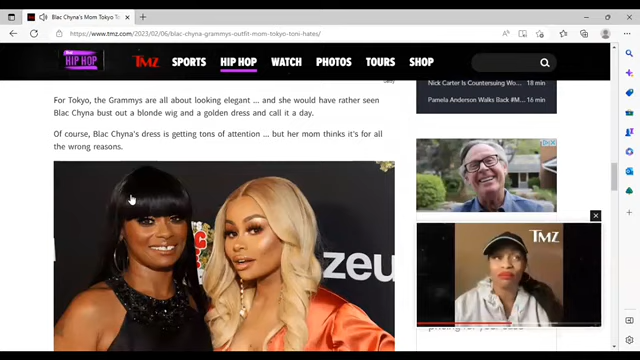 Blac Chyna's Mom Tokyo T
https://www.tmz.com/2023/02/06/blac-chyna-grammys-outfit-mom-tokyo-toni-hates/
HIP HOP
TMZ SPORTS HIP HOP WATCH PHOTOS TOURS SHOP
Getty
Nick Carter Is Countersuing Wo... 18 min
Pamela Anderson Walks Back #M... 16 min
For Tokyo, the Grammys are all about looking elegant ... and she would have rather seen
Blac Chyna bust out a blonde wig and a golden dress and call it a day.
Of course, Blac Chyna's dress is getting tons of attention ... but her mom thinks it's for all
the wrong reasons.
zeu
TMZ